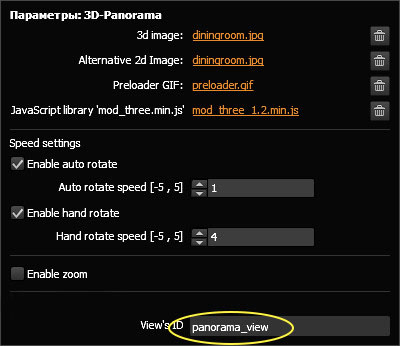 Параметры: 3D-Panorama
3d image: diningroom.jpg
Alternative 2d Image: diningroom.jpg
Preloader GIF: preloader.gif
JavaScript library 'mod_three.min.js' mod_three_1.2.min.js
Speed settings
Enable auto rotate
Auto rotate speed [-5 , 5] 1
Enable hand rotate
Hand rotate speed [-5 , 5] 4
Enable zoom
View's ID panorama_view